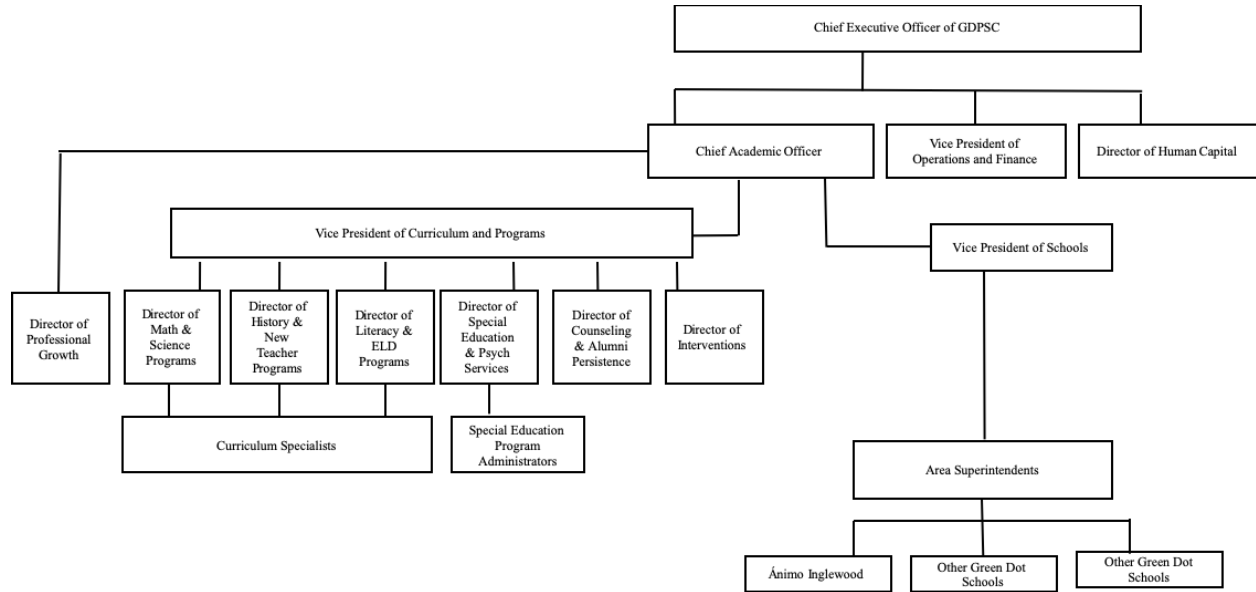 Chief Executive Officer of GDPSC
Chief Academic Officer
Vice President of
Operations and Finance
Director of Human Capital
Vice President of Curriculum and Programs
Vice President of Schools
Director of
Professional
Growth
Director of
Math &
Science
Programs
Director of
History &
New
Teacher
Programs
Director of
Literacy &
ELD
Programs
Director of
Special
Education
& Psych
Services
Director of
Counseling
& Alumni
Persistence
Director of
Interventions
Curriculum Specialists
Special Education
Program
Administrators
Area Superintendents
Ánimo Inglewood
Other Green Dot
Schools
Other Green Dot
Schools